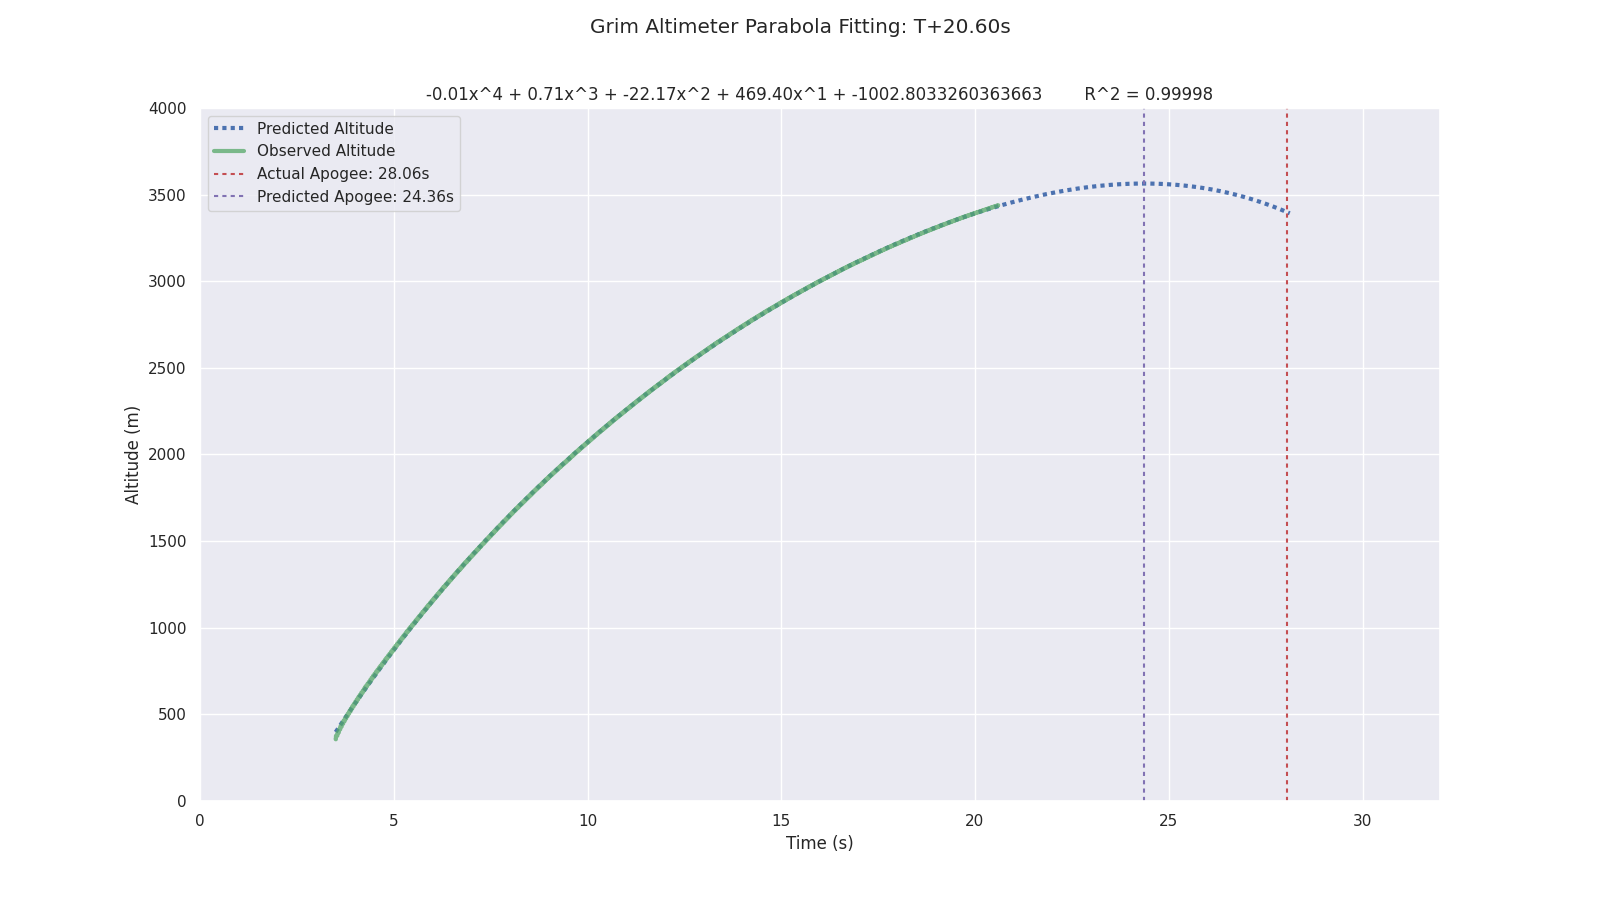 Grim Altimeter Parabola Fitting: T+20.60s
-0.01x^4 + 0.71x^3 + -22.17x^2 + 469.40x^1 + -1002.8033260363663 R^2 = 0.99998
Predicted Altitude
Observed Altitude
Actual Apogee: 28.06s
Predicted Apogee: 24.36s
4000
3500
3000
2500
2000
1500
1000
500
0
Altitude (m)
0 5 10 15 20 25 30
Time (s)